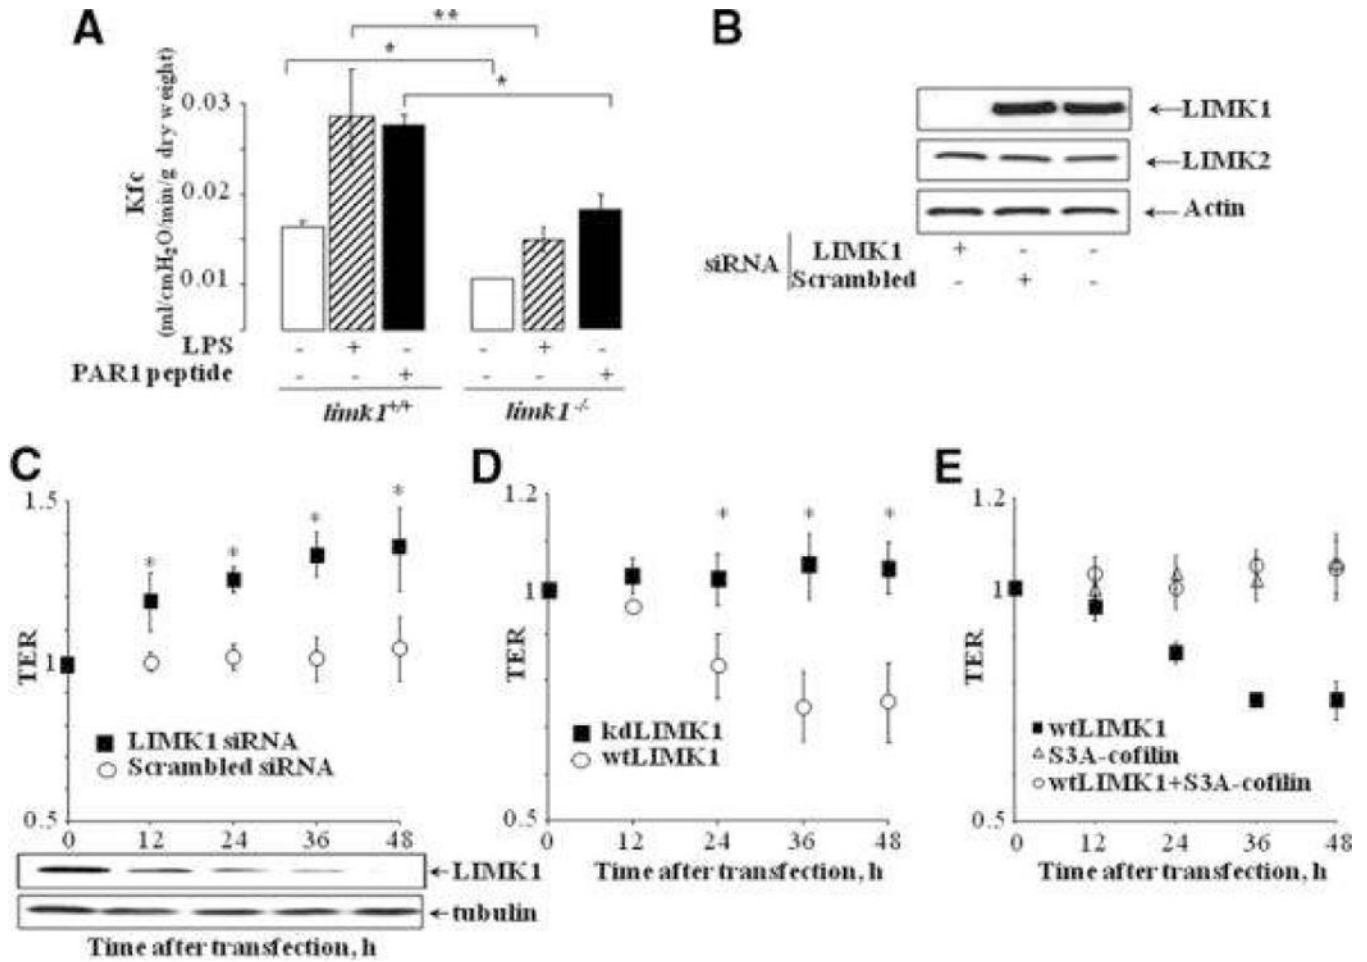 A
**
*
*
Kfc
(ml/cmH₂O/min/g dry weight)
0.03
0.02
0.01
LPS - + - - + -
PAR1 peptide - - + - - +
limk1+/+ limk1-/-
B
←LIMK1
←LIMK2
←Actin
siRNA
LIMK1 + - -
Scrambled - + -
C
1.5
1
0.5
TER
* * * *
LIMK1 siRNA
Scrambled siRNA
0 12 24 36 48
←LIMK1
←tubulin
Time after transfection, h
D
1.2
1
0.5
TER
* * *
kdLIMK1
wtLIMK1
0 12 24 36 48
Time after transfection, h
E
1.2
1
0.5
TER
wtLIMK1
S3A-cofilin
wtLIMK1+S3A-cofilin
0 12 24 36 48
Time after transfection, h